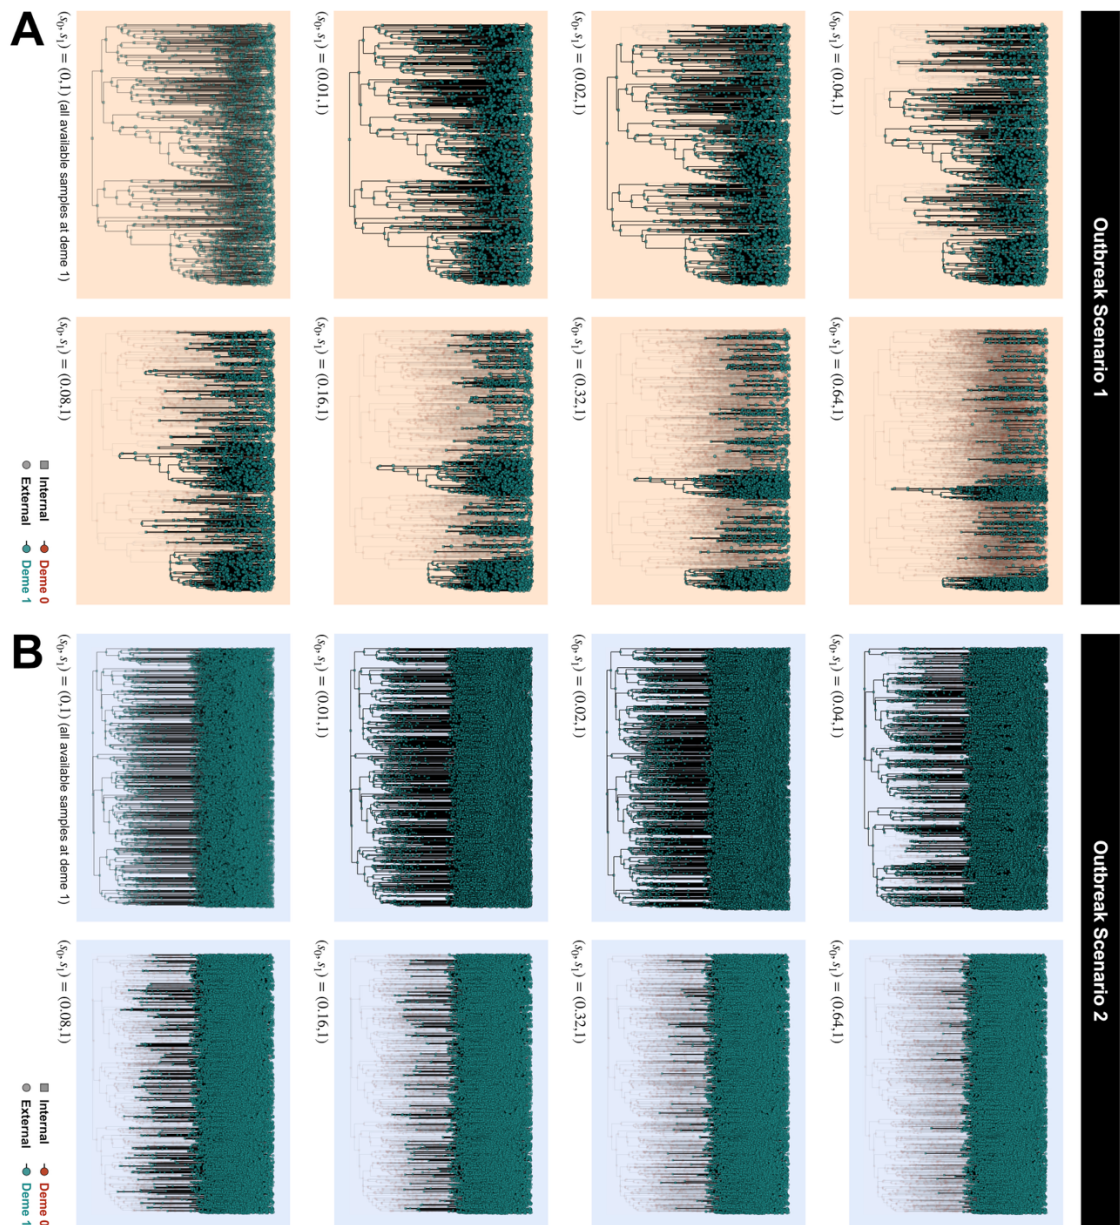 A
Outbreak Scenario 1
(s₀, s₁) = (0,1) (all available samples at deme 1)
(s₀, s₁) = (0.01,1)
(s₀, s₁) = (0.02,1)
(s₀, s₁) = (0.04,1)
(s₀, s₁) = (0.08,1)
(s₀, s₁) = (0.16,1)
(s₀, s₁) = (0.32,1)
(s₀, s₁) = (0.64,1)
Internal Deme 0
External Deme 1
B
Outbreak Scenario 2
(s₀, s₁) = (0,1) (all available samples at deme 1)
(s₀, s₁) = (0.01,1)
(s₀, s₁) = (0.02,1)
(s₀, s₁) = (0.04,1)
(s₀, s₁) = (0.08,1)
(s₀, s₁) = (0.16,1)
(s₀, s₁) = (0.32,1)
(s₀, s₁) = (0.64,1)
Internal Deme 0
External Deme 1